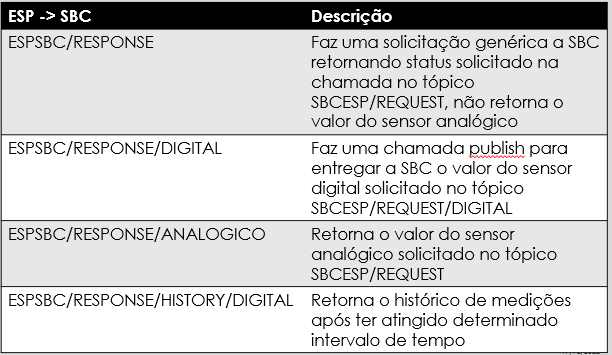 ESP -> SBC Descrição
ESPSBC/RESPONSE Faz uma solicitação genérica a SBC
retornando status solicitado na
chamada no tópico
SBCESP/REQUEST, não retorna o
valor do sensor analógico
ESPSBC/RESPONSE/DIGITAL Faz uma chamada publish para
entregar a SBC o valor do sensor
digital solicitado no tópico
SBCESP/REQUEST/DIGITAL
ESPSBC/RESPONSE/ANALOGICO Retorna o valor do sensor
analógico solicitado no tópico
SBCESP/REQUEST
ESPSBC/RESPONSE/HISTORY/DIGITAL Retorna o histórico de medições
após ter atingido determinado
intervalo de tempo